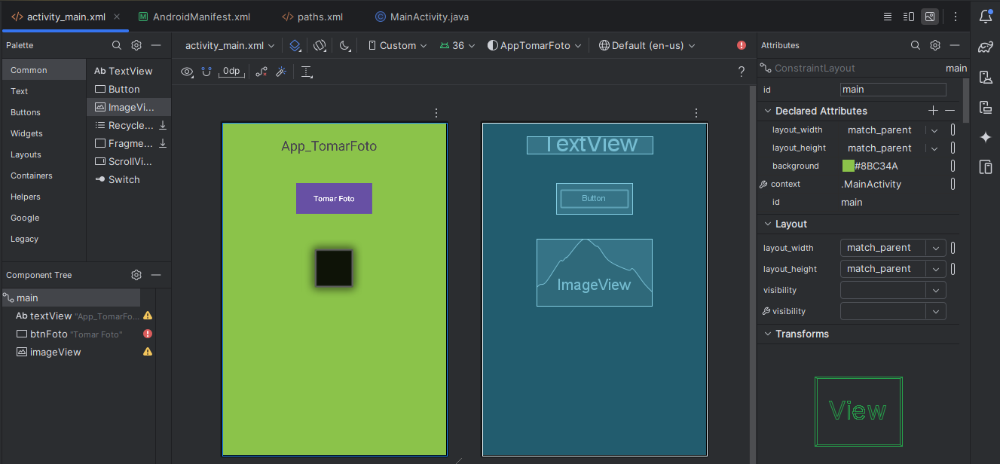 activity_main.xml
AndroidManifest.xml
paths.xml
MainActivity.java
Palette
Common
Text
Buttons
Widgets
Layouts
Containers
Helpers
Google
Legacy
Ab TextView
Button
ImageVi...
Recycle...
Fragme...
ScrollVi...
Switch
Component Tree
main
Ab textView "App_TomarFo...
btnFoto "Tomar Foto"
imageView
activity_main.xml
Custom
36
AppTomarFoto
Default (en-us)
0dp
?
App_TomarFoto
Tomar Foto
TextView
Button
ImageView
Attributes
ConstraintLayout main
id main
Declared Attributes
layout_width match_parent
layout_height match_parent
background #8BC34A
context .MainActivity
id main
Layout
layout_width match_parent
layout_height match_parent
visibility
visibility
Transforms
View